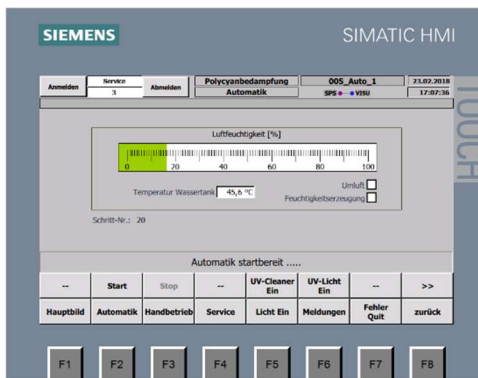 SIEMENS
SIMATIC HMI
TOUCH
Anmelden
Service
3
Abmelden
Polycyanbedampfung
Automatik
005_Auto_1
SPS VISU
23.02.2018
17:07:36
Luftfeuchtigkeit [%]
0 20 40 60 80 100
Temperatur Wassertank 45,6 °C
Umluft
Feuchtigkeitserzeugung
Schritt-Nr.: 20
Automatik startbereit .....
-- Start Stop -- UV-Cleaner Ein UV-Licht Ein -- >>
Hauptbild Automatik Handbetrieb Service Licht Ein Meldungen Fehler Quit zurück
F1 F2 F3 F4 F5 F6 F7 F8